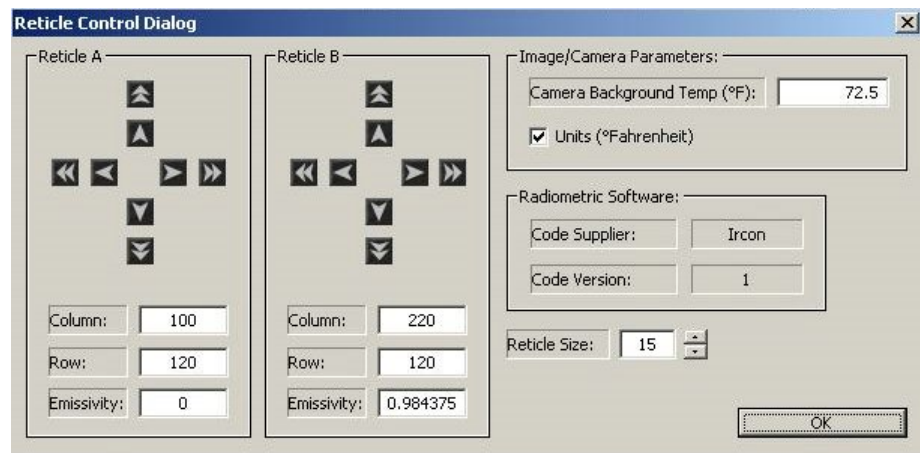 Reticle Control Dialog
Reticle A
Column: 100
Row: 120
Emissivity: 0
Reticle B
Column: 220
Row: 120
Emissivity: 0.984375
Image/Camera Parameters:
Camera Background Temp (°F): 72.5
Units (°Fahrenheit)
Radiometric Software:
Code Supplier: Ircon
Code Version: 1
Reticle Size: 15
OK